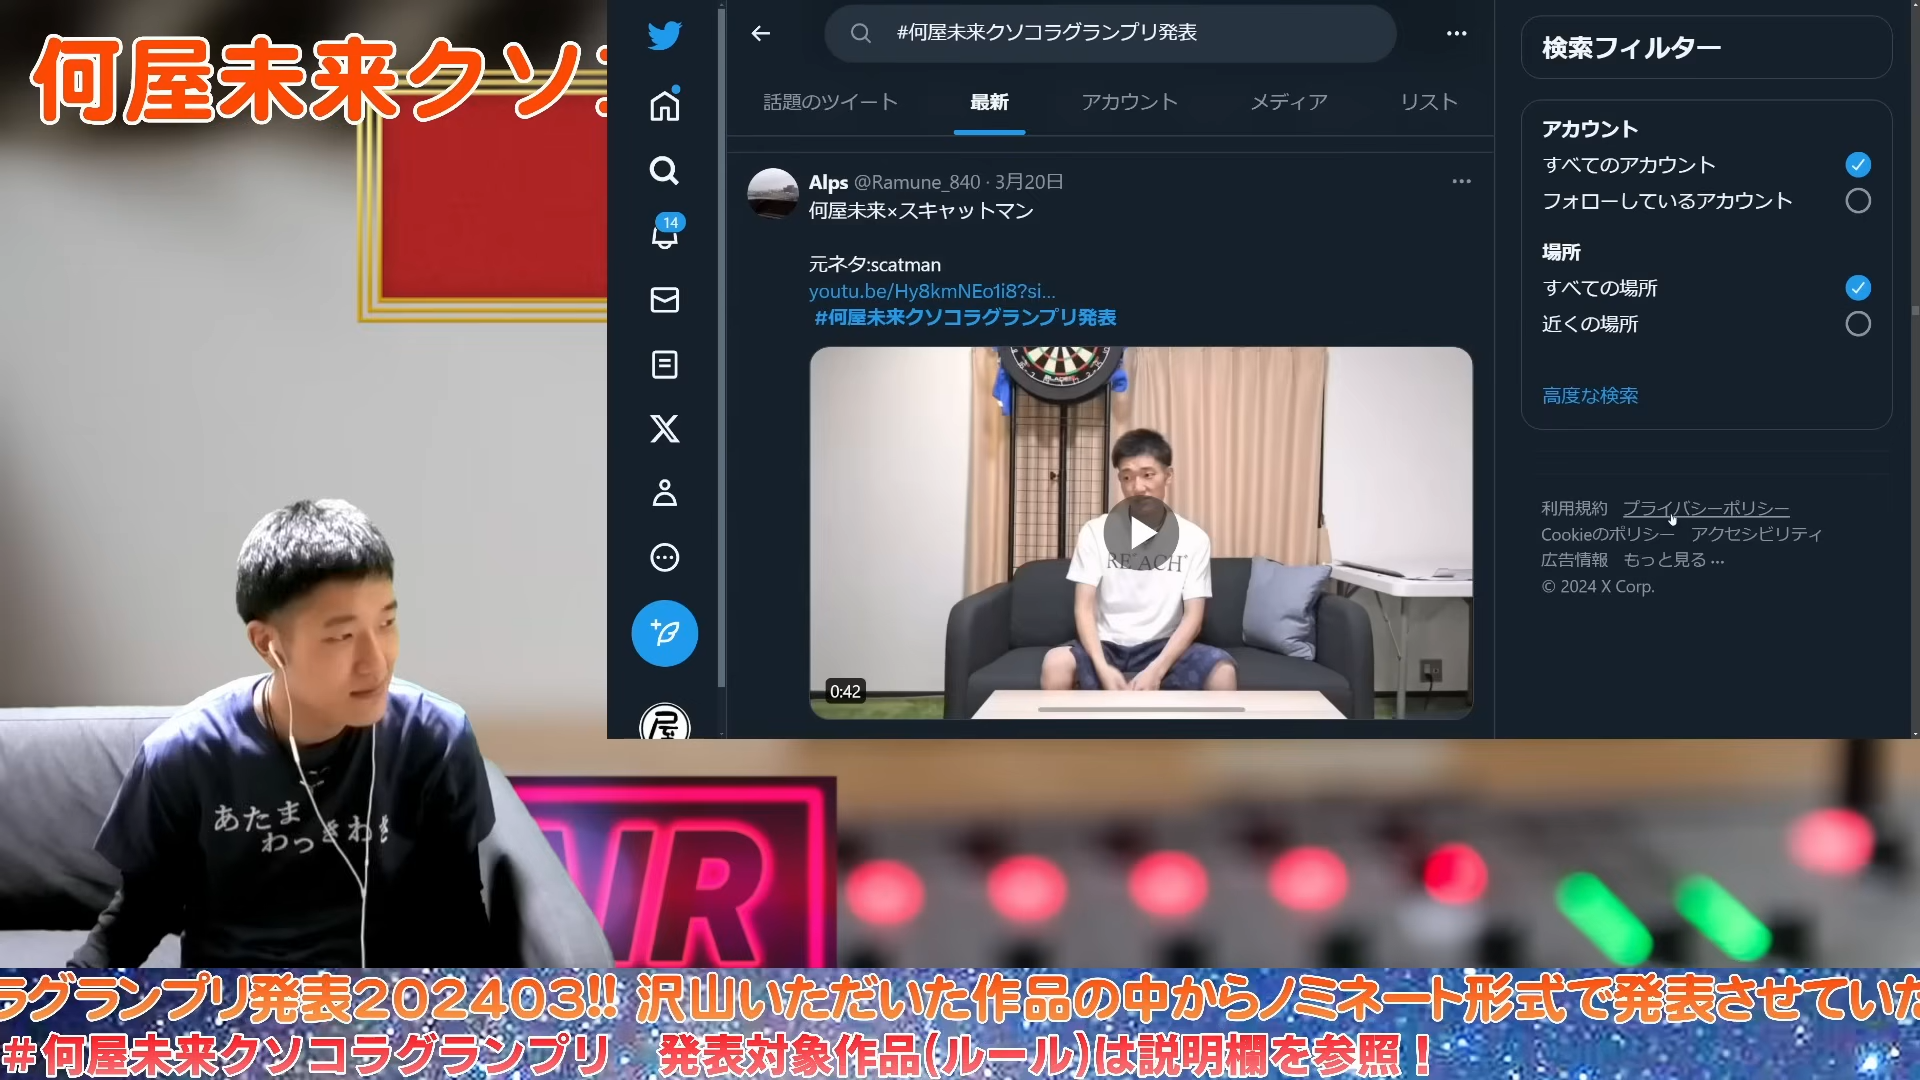 何屋未来クソ
#何屋未来クソコラグランプリ発表
話題のツイート 最新 アカウント メディア リスト
14
Alps @Ramune_840 · 3月20日
何屋未来×スキャットマン
元ネタ:scatman
youtu.be/Hy8kmNEo1i8?si...
#何屋未来クソコラグランプリ発表
RE ACH
0:42
屋
検索フィルター
アカウント
すべてのアカウント
フォローしているアカウント
場所
すべての場所
近くの場所
高度な検索
利用規約 プライバシーポリシー
Cookieのポリシー アクセシビリティ
広告情報 もっと見る ...
© 2024 X Corp.
あたま
わっきわき
IR
ラグランプリ発表202403!! 沢山いただいた作品の中からノミネート形式で発表させていた
#何屋未来クソコラグランプリ 発表対象作品(ルール)は説明欄を参照！